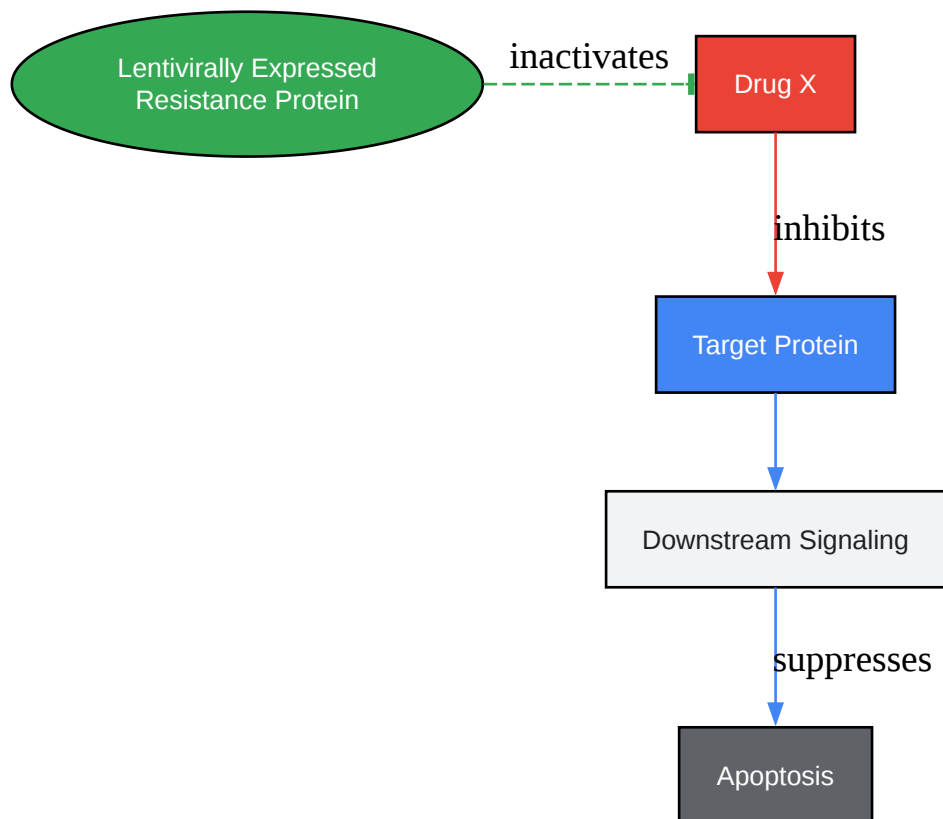 Lentivirally Expressed
Resistance Protein
inactivates
Drug X
inhibits
Target Protein
Downstream Signaling
suppresses
Apoptosis